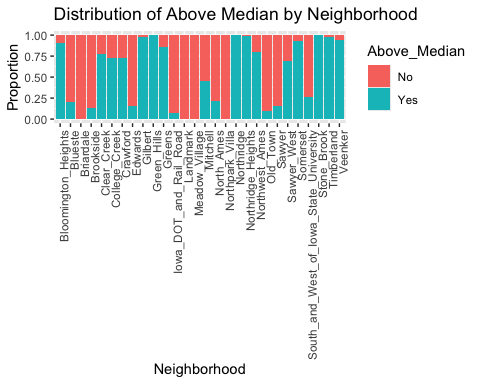 Distribution of Above Median by Neighborhood
Proportion
1.00
0.75
0.50
0.25
0.00
Bloomington_Heights
Blueste
Briardale
Brookside
Clear_Creek
College_Creek
Crawford
Edwards
Gilbert
Green_Hills
Greens
Iowa_DOT_and_Rail_Road
Landmark
Meadow_Village
Mitchell
North_Ames
Northpark_Villa
Northridge
Northridge_Heights
Northwest_Ames
Old_Town
Sawyer
Sawyer_West
Somerset
South_and_West_of_Iowa_State_University
Stone_Brook
Timberland
Veenker
Neighborhood
Above_Median
No
Yes